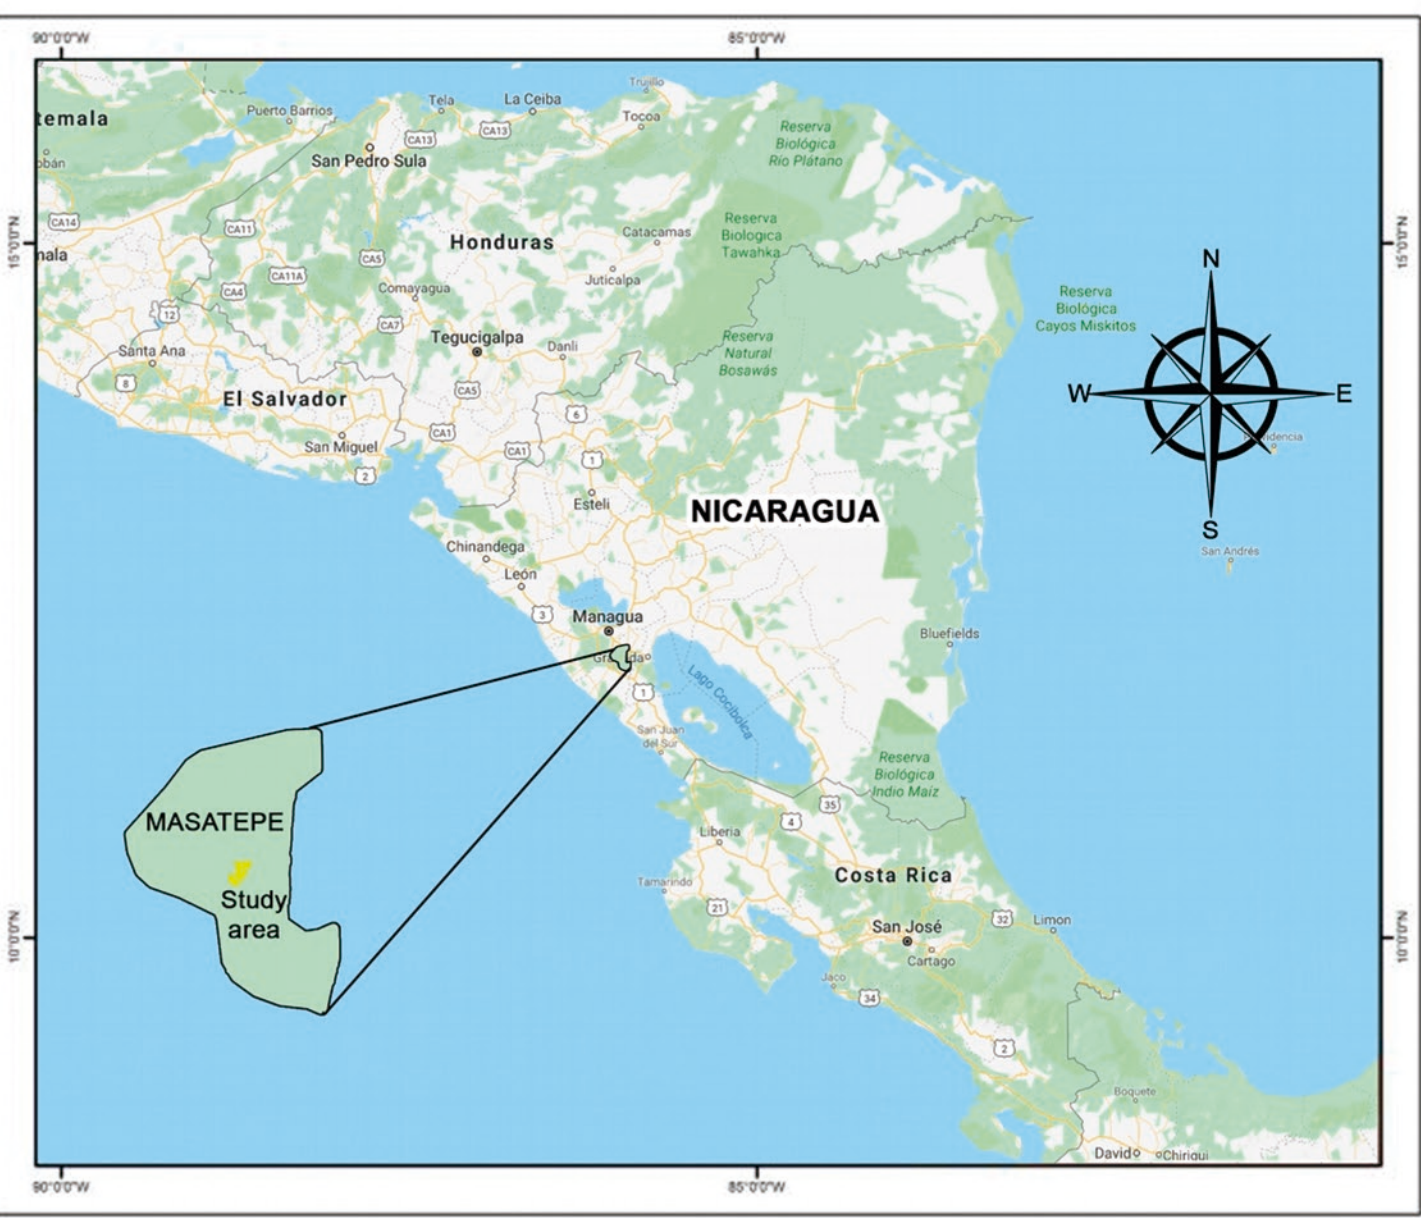 90°0'0"W
85°0'0"W
temala
Puerto Barrios
Tela
La Ceiba
Trujillo
Tocoa
CA13
CA13
Reserva
Biológica
Río Plátano
San Pedro Sula
obán
CA14
CA11
Reserva
Biologica
Tawahka
Catacamas
Honduras
15°0'0"N
15°0'0"N
nala
CA5
CA11A
Juticalpa
CA4
Comayagua
Reserva
Biológica
Cayos Miskitos
N
12
CA7
Tegucigalpa
Danli
Reserva
Natural
Bosawás
Santa Ana
8
CA5
W
E
El Salvador
6
CA1
San Miguel
CA1
1
2
Esteli
NICARAGUA
S
San Andrés
Chinandega
León
3
Managua
Bluefields
1
Lago Cocibolca
San Juan
del Sur
Reserva
Biológica
Indio Maíz
35
4
MASATEPE
Liberia
Study
area
Costa Rica
Tamarindo
21
32
Limon
San José
Cartago
10°0'0"N
10°0'0"N
Jaco
34
2
Boquete
David
Chiriqui
90°0'0"W
85°0'0"W